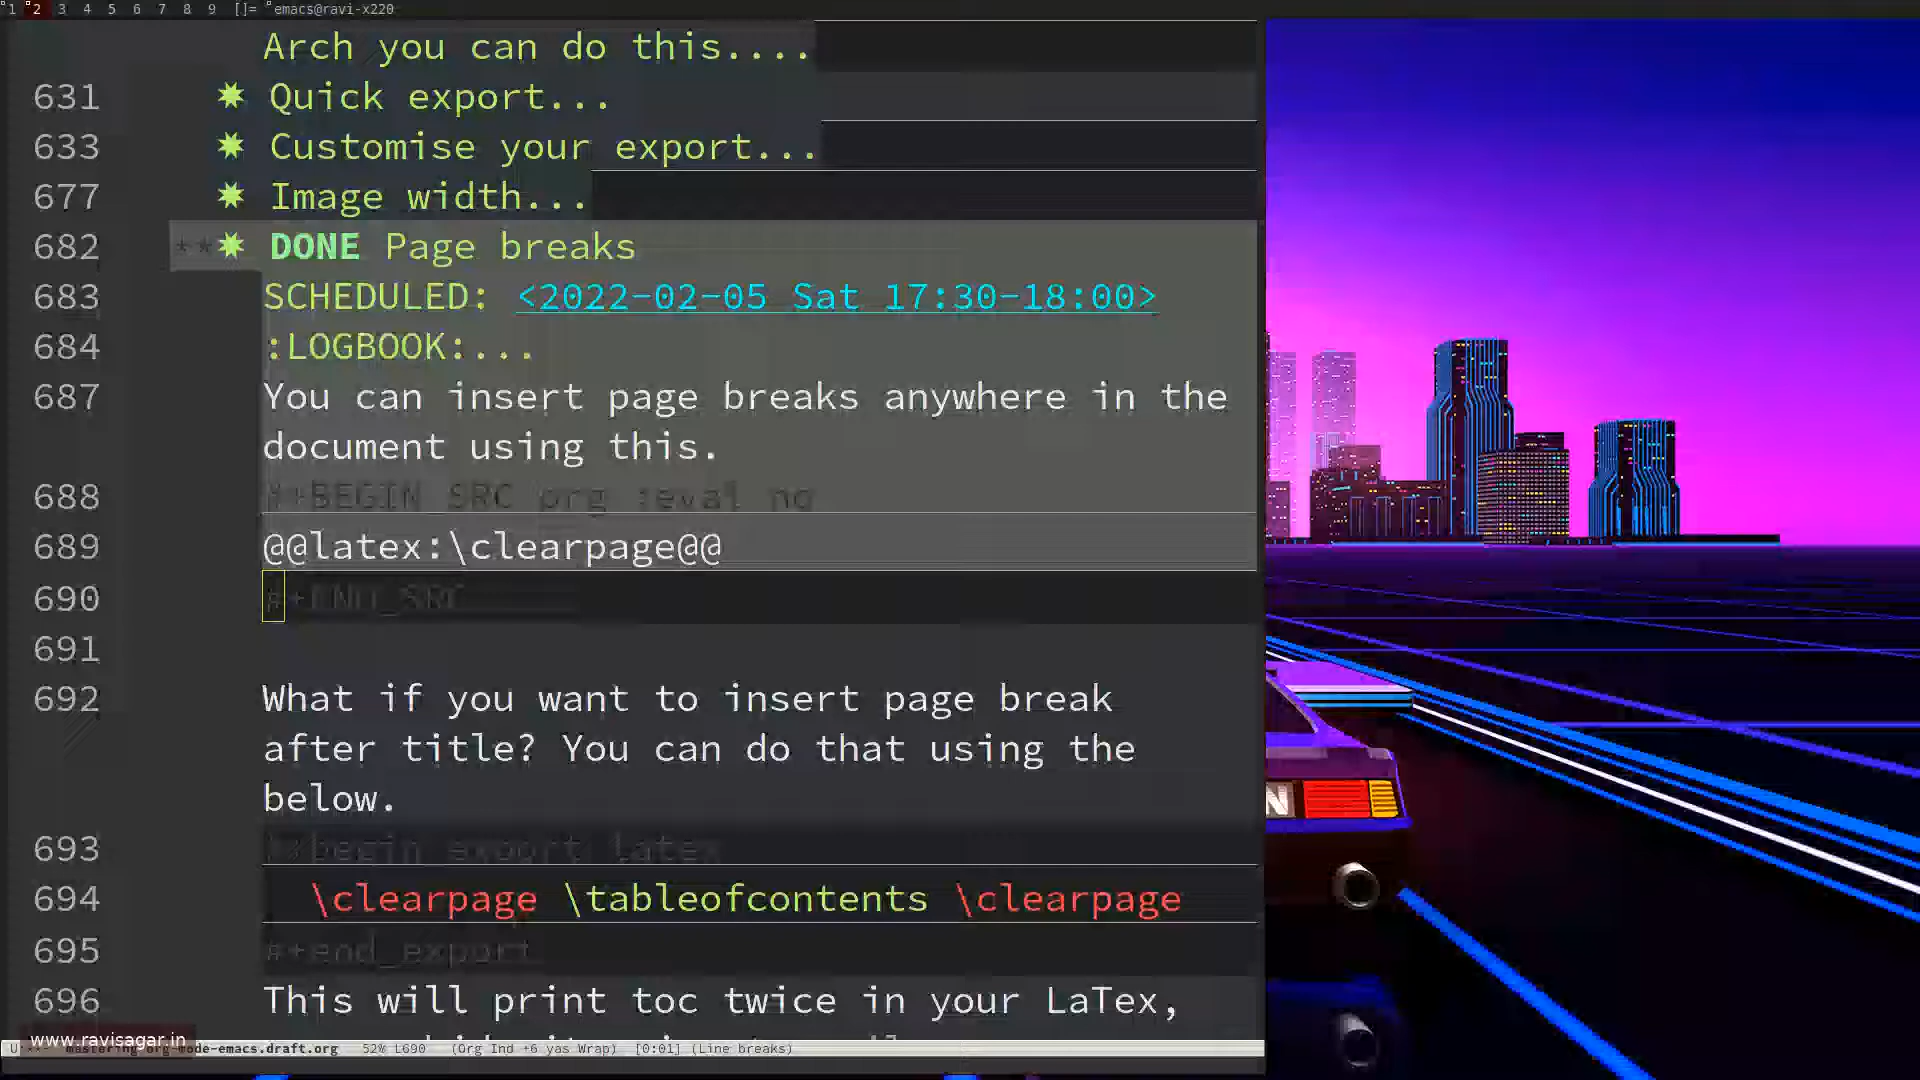 1 2 3 4 5 6 7 8 9 []= emacs@ravi-x220
Arch you can do this....
631 ✸ Quick export...
633 ✸ Customise your export...
677 ✸ Image width...
682 **✸ DONE Page breaks
683 SCHEDULED: <2022-02-05 Sat 17:30-18:00>
684 :LOGBOOK:...
687 You can insert page breaks anywhere in the
document using this.
688 #+BEGIN_SRC org :eval no
689 @@latex:\clearpage@@
690 #+END_SRC
691
692 What if you want to insert page break
after title? You can do that using the
below.
693 #+begin_export latex
694 \clearpage \tableofcontents \clearpage
695 #+end_export
696 This will print toc twice in your LaTex,
www.ravisagar.in
mastering-org-mode-emacs.draft.org 52% L690 (Org Ind +6 yas Wrap) [0:01] (Line breaks)
N